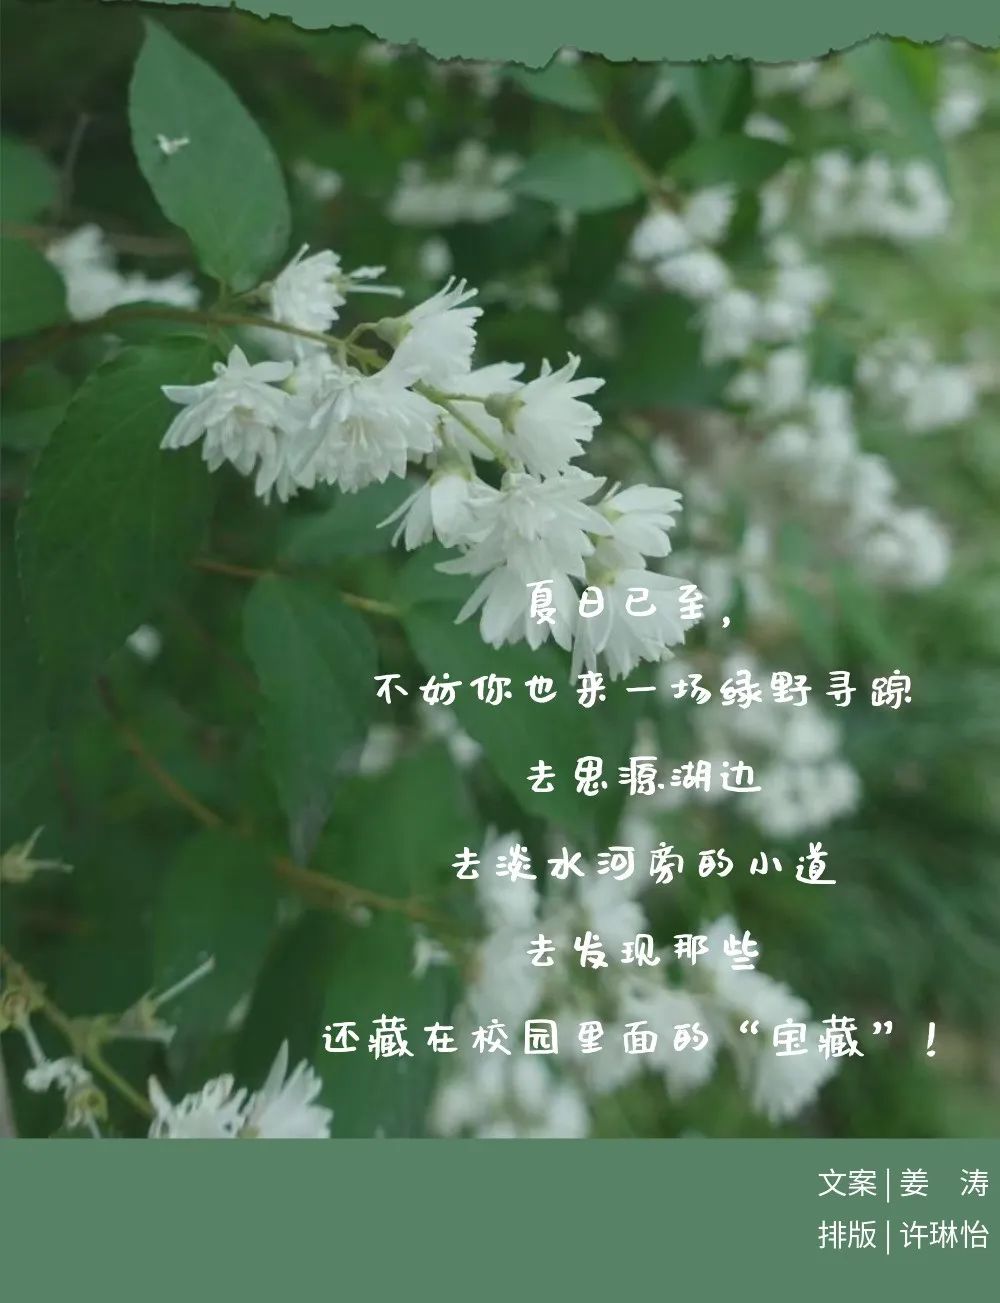 夏日已至，
不妨你也来一场绿野寻踪
去思源湖边
去淡水河旁的小道
去发现那些
还藏在校园里面的“宝藏”！
文案 | 姜　涛
排版 | 许琳怡